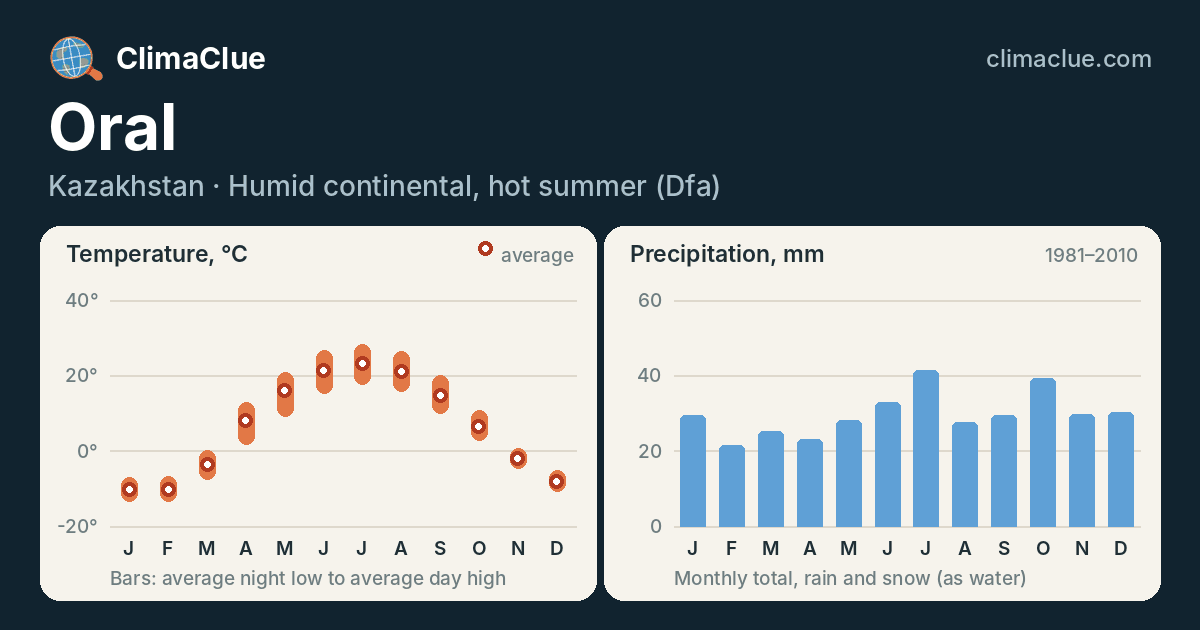 ClimaClue
climaclue.com
Oral
Kazakhstan · Humid continental, hot summer (Dfa)
Temperature, °C
average
40°
20°
0°
-20°
J F M A M J J A S O N D
Bars: average night low to average day high
Precipitation, mm
1981–2010
60
40
20
0
J F M A M J J A S O N D
Monthly total, rain and snow (as water)